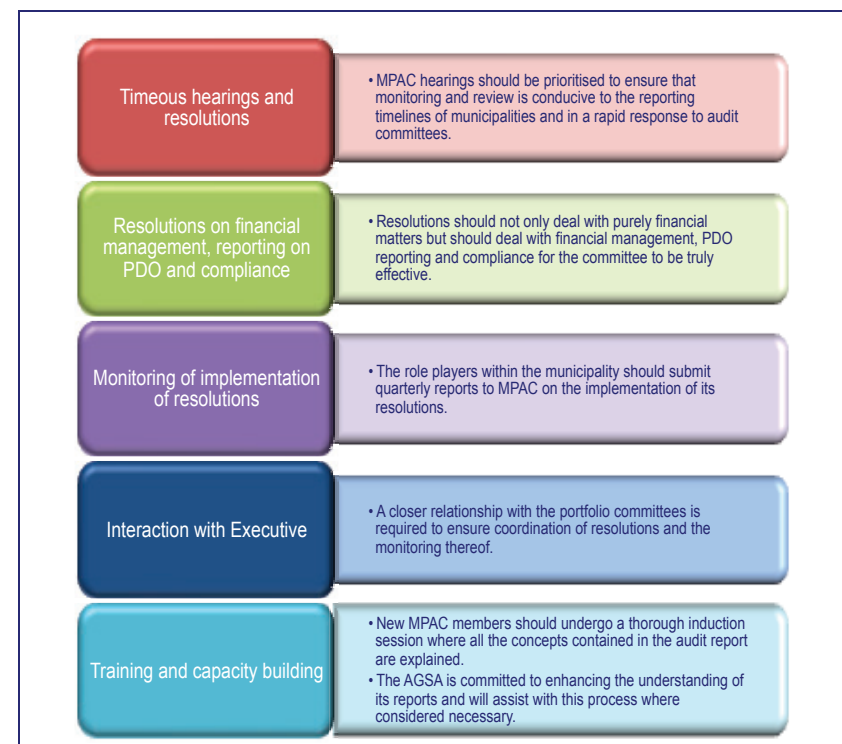 Timeous hearings and
resolutions
• MPAC hearings should be prioritised to ensure that
monitoring and review is conducive to the reporting
timelines of municipalities and in a rapid response to audit
committees.
Resolutions on financial
management, reporting on
PDO and compliance
• Resolutions should not only deal with purely financial
matters but should deal with financial management, PDO
reporting and compliance for the committee to be truly
effective.
Monitoring of implementation
of resolutions
• The role players within the municipality should submit
quarterly reports to MPAC on the implementation of its
resolutions.
Interaction with Executive
• A closer relationship with the portfolio committees is
required to ensure coordination of resolutions and the
monitoring thereof.
Training and capacity building
• New MPAC members should undergo a thorough induction
session where all the concepts contained in the audit report
are explained.
• The AGSA is committed to enhancing the understanding of
its reports and will assist with this process where
considered necessary.